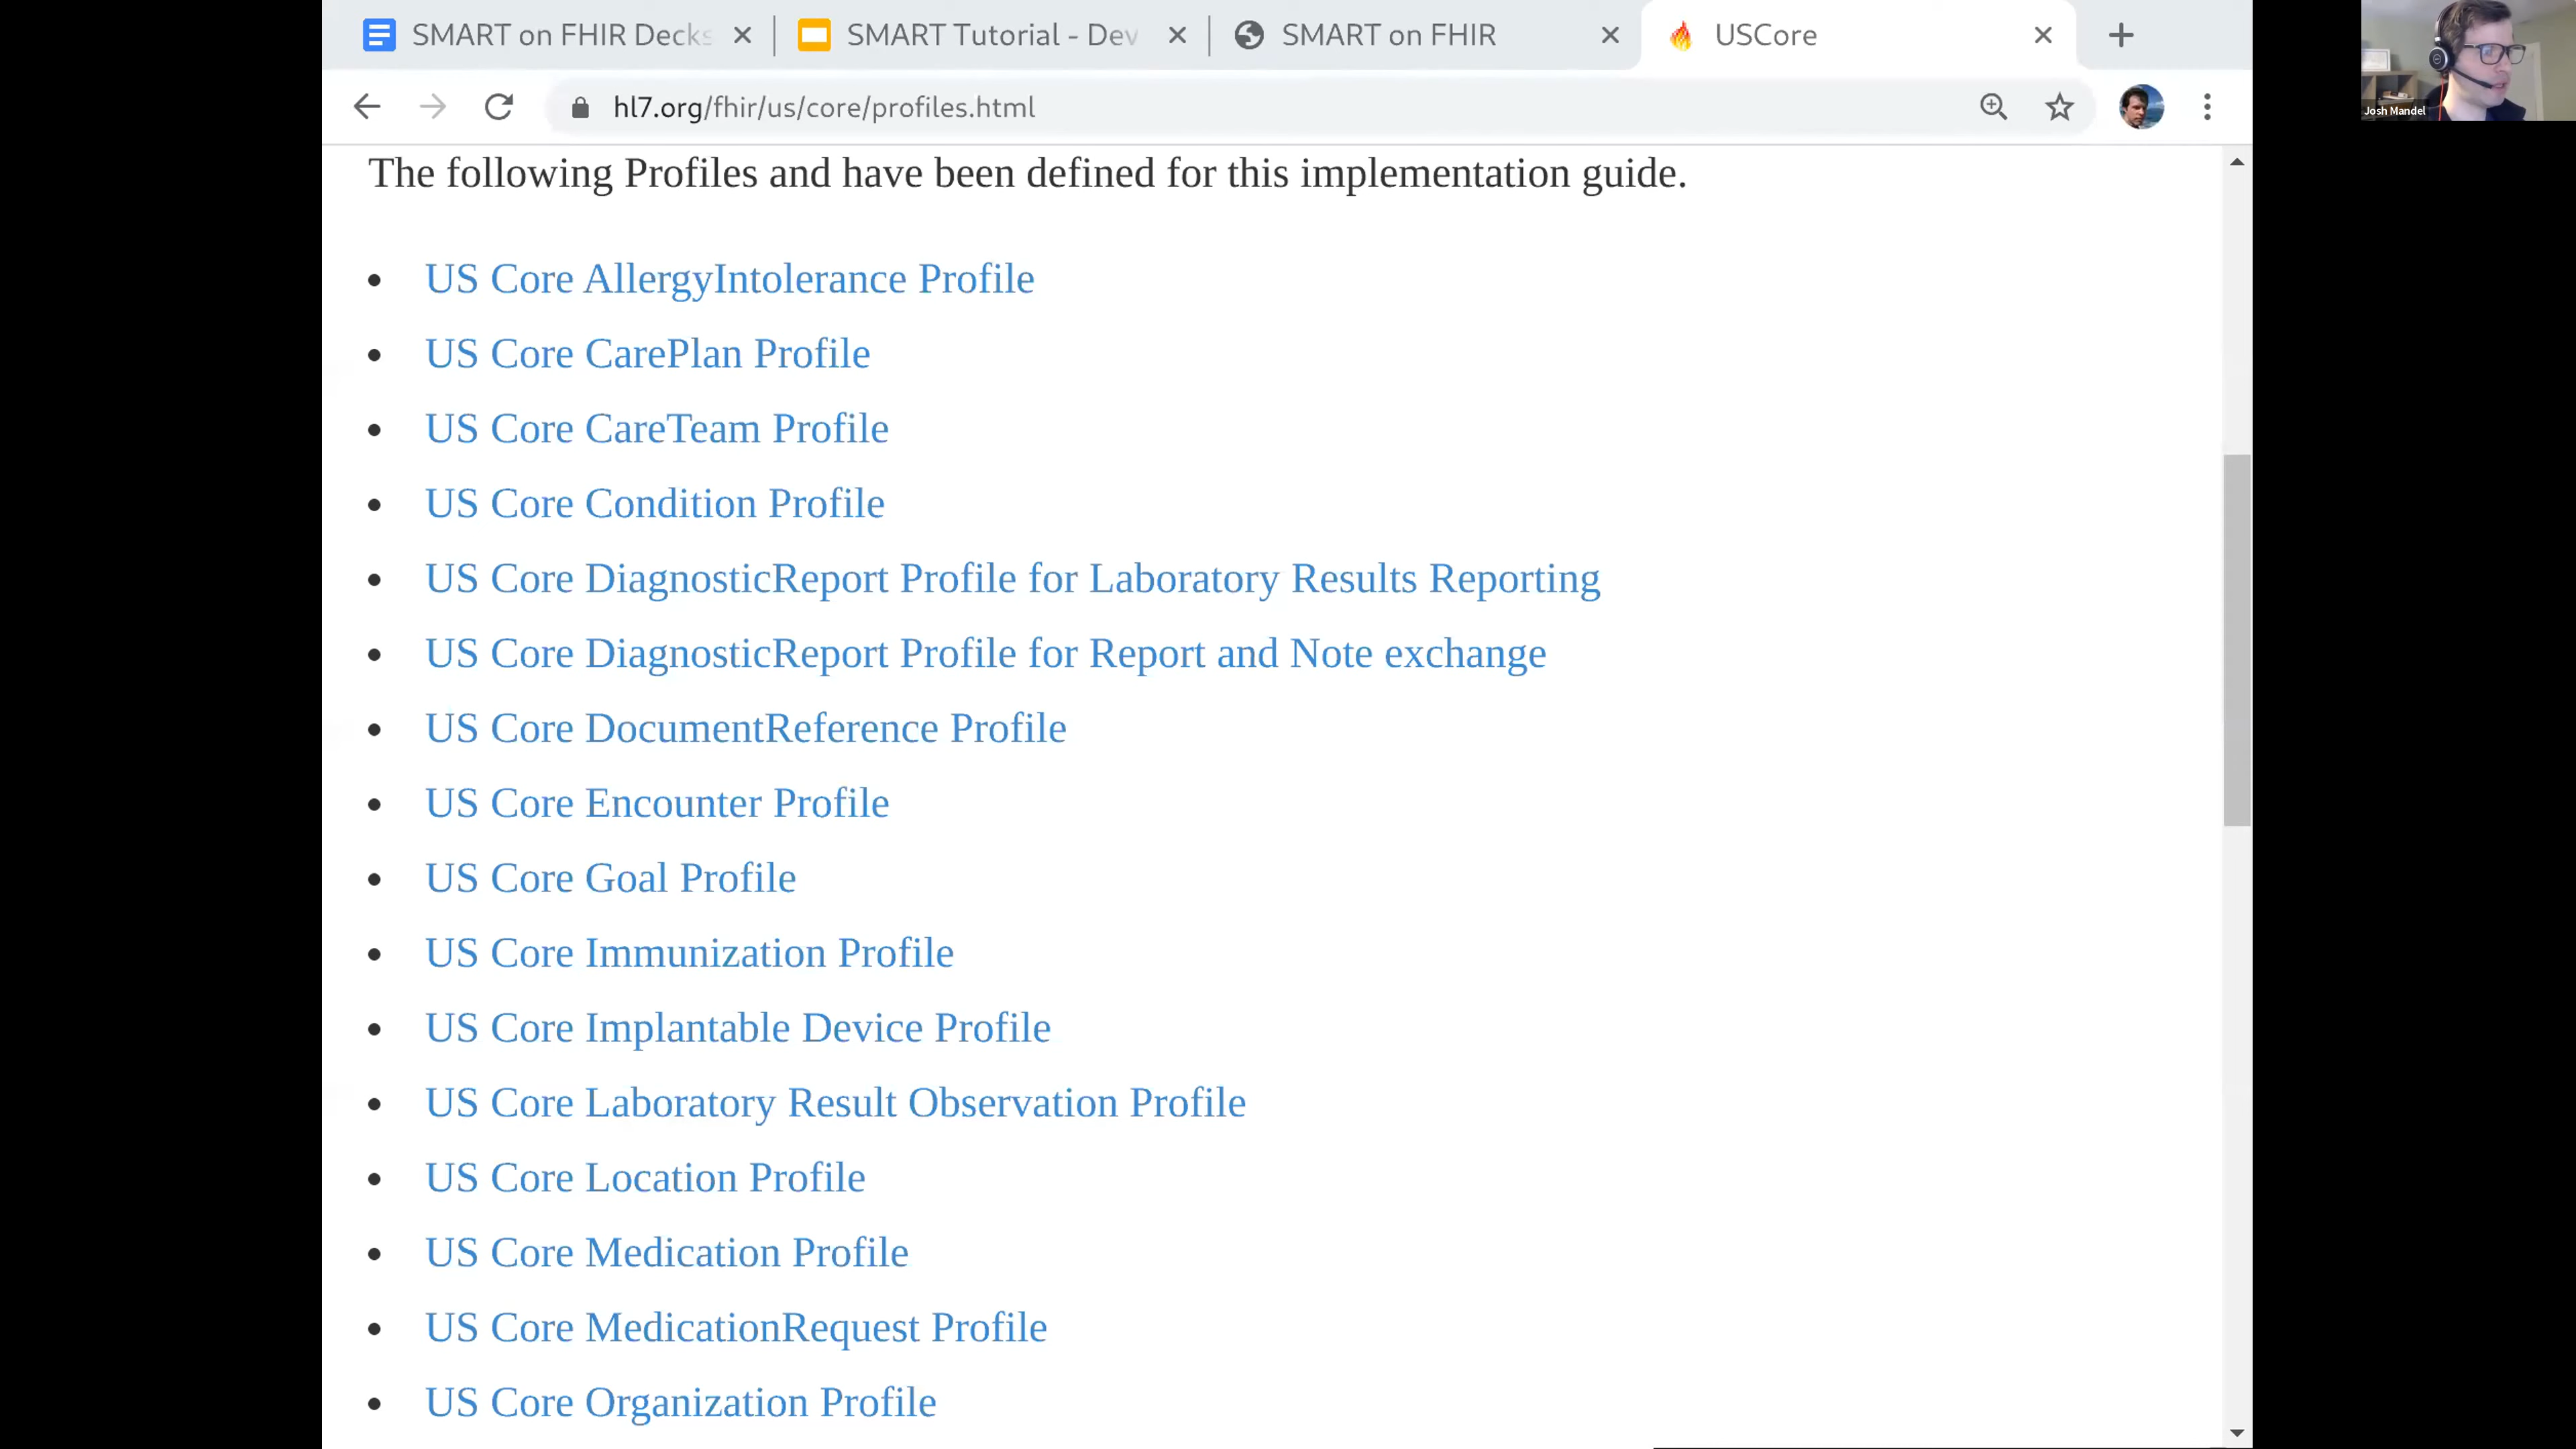 SMART on FHIR Decks
SMART Tutorial - Dev
SMART on FHIR
USCore
hl7.org/fhir/us/core/profiles.html
Josh Mandel
The following Profiles and have been defined for this implementation guide.
US Core AllergyIntolerance Profile
US Core CarePlan Profile
US Core CareTeam Profile
US Core Condition Profile
US Core DiagnosticReport Profile for Laboratory Results Reporting
US Core DiagnosticReport Profile for Report and Note exchange
US Core DocumentReference Profile
US Core Encounter Profile
US Core Goal Profile
US Core Immunization Profile
US Core Implantable Device Profile
US Core Laboratory Result Observation Profile
US Core Location Profile
US Core Medication Profile
US Core MedicationRequest Profile
US Core Organization Profile